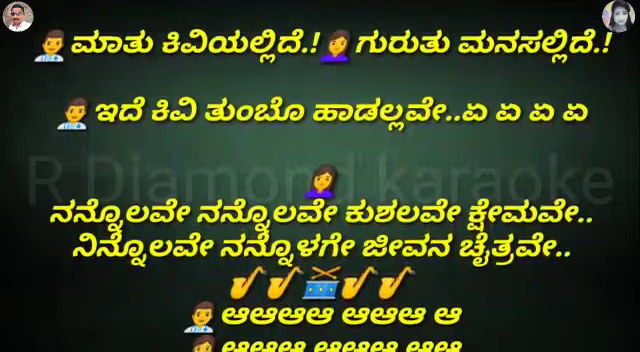 ಮಾತು ಕಿವಿಯಲ್ಲಿದೆ.! ಗುರುತು ಮನಸಲ್ಲಿದೆ.!
ಇದೆ ಕಿವಿ ತುಂಬೊ ಹಾಡಲ್ಲವೇ..ಏ ಏ ಏ ಏ
R Diamond karaoke
ನನ್ನೊಲವೇ ನನ್ನೊಲವೇ ಕುಶಲವೇ ಕ್ಷೇಮವೇ..
ನಿನ್ನೊಲವೇ ನನ್ನೊಳಗೇ ಜೀವನ ಚೈತ್ರವೇ..
ಆಆಆಆ ಆಆಆ ಆ